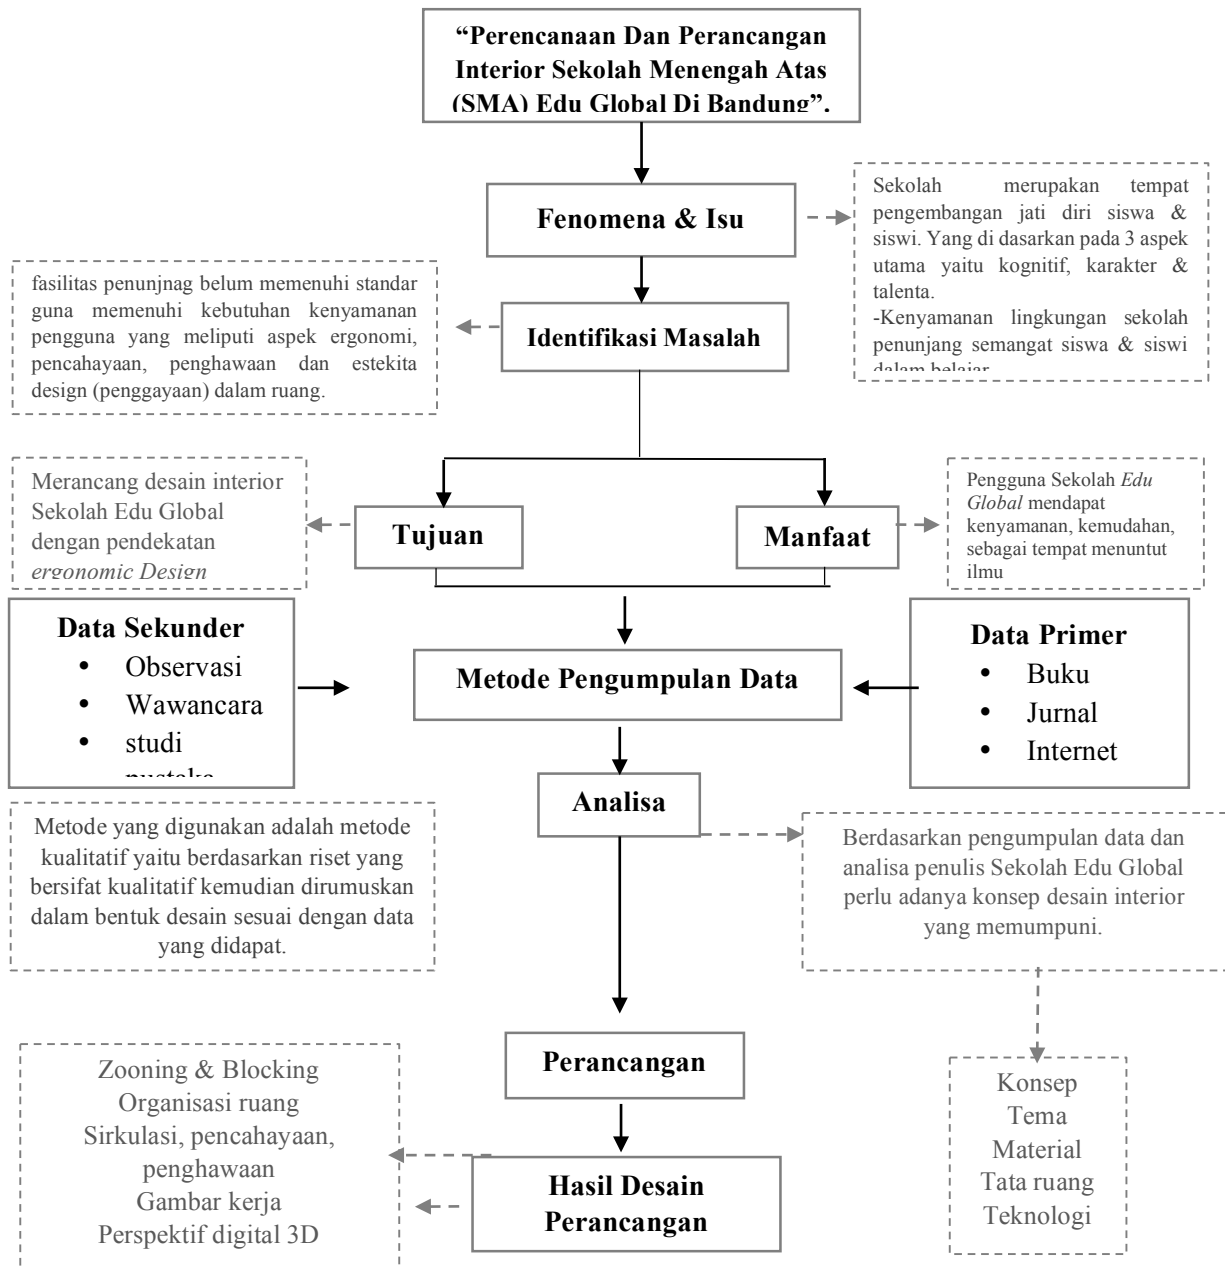 “Perencanaan Dan Perancangan
Interior Sekolah Menengah Atas
(SMA) Edu Global Di Bandung”.
Fenomena & Isu
Sekolah merupakan tempat
pengembangan jati diri siswa &
siswi. Yang di dasarkan pada 3 aspek
utama yaitu kognitif, karakter &
talenta.
-Kenyamanan lingkungan sekolah
penunjang semangat siswa & siswi
dalam belajar
fasilitas penunjnag belum memenuhi standar
guna memenuhi kebutuhan kenyamanan
pengguna yang meliputi aspek ergonomi,
pencahayaan, penghawaan dan estekita
design (penggayaan) dalam ruang.
Identifikasi Masalah
Merancang desain interior
Sekolah Edu Global
dengan pendekatan
ergonomic Design
Tujuan
Manfaat
Pengguna Sekolah Edu
Global mendapat
kenyamanan, kemudahan,
sebagai tempat menuntut
ilmu
Data Sekunder
• Observasi
• Wawancara
• studi
pustaka
Metode Pengumpulan Data
Data Primer
• Buku
• Jurnal
• Internet
Analisa
Metode yang digunakan adalah metode
kualitatif yaitu berdasarkan riset yang
bersifat kualitatif kemudian dirumuskan
dalam bentuk desain sesuai dengan data
yang didapat.
Berdasarkan pengumpulan data dan
analisa penulis Sekolah Edu Global
perlu adanya konsep desain interior
yang memumpuni.
Perancangan
Zooning & Blocking
Organisasi ruang
Sirkulasi, pencahayaan,
penghawaan
Gambar kerja
Perspektif digital 3D
Hasil Desain
Perancangan
Konsep
Tema
Material
Tata ruang
Teknologi